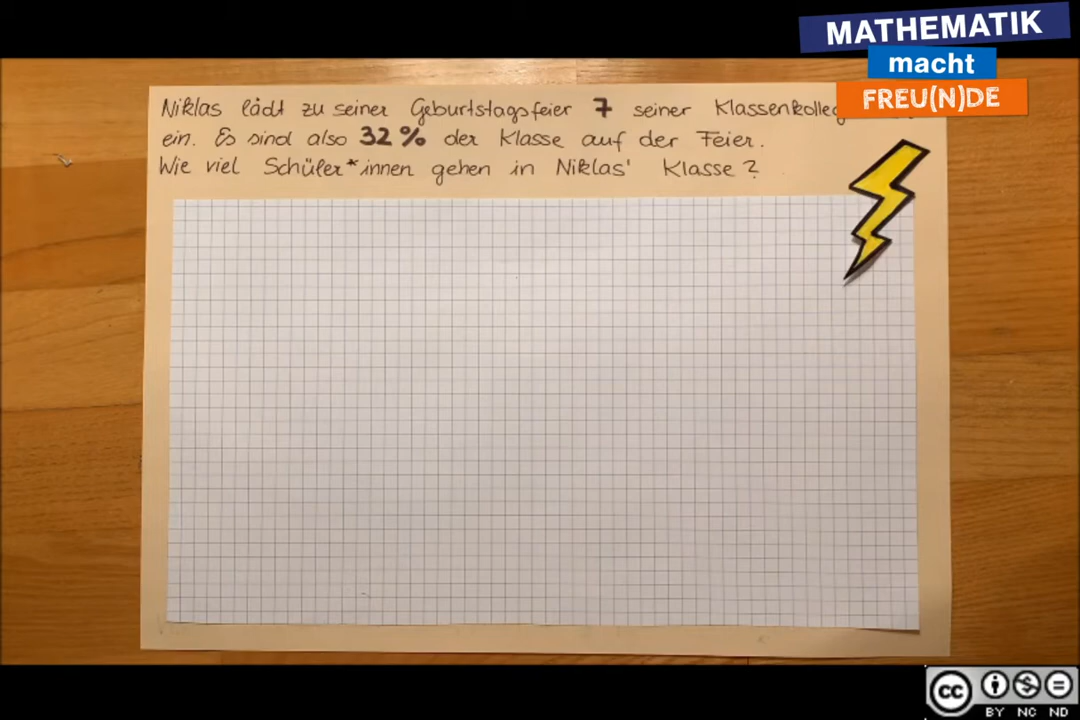 MATHEMATIK
macht
FREU(N)DE
Niklas lädt zu seiner Geburtstagsfeier 7 seiner
ein. Es sind also 32% der Klasse auf der Feier.
Wie viel Schüler*innen gehen in Niklas' Klasse?
cc
BY NC ND